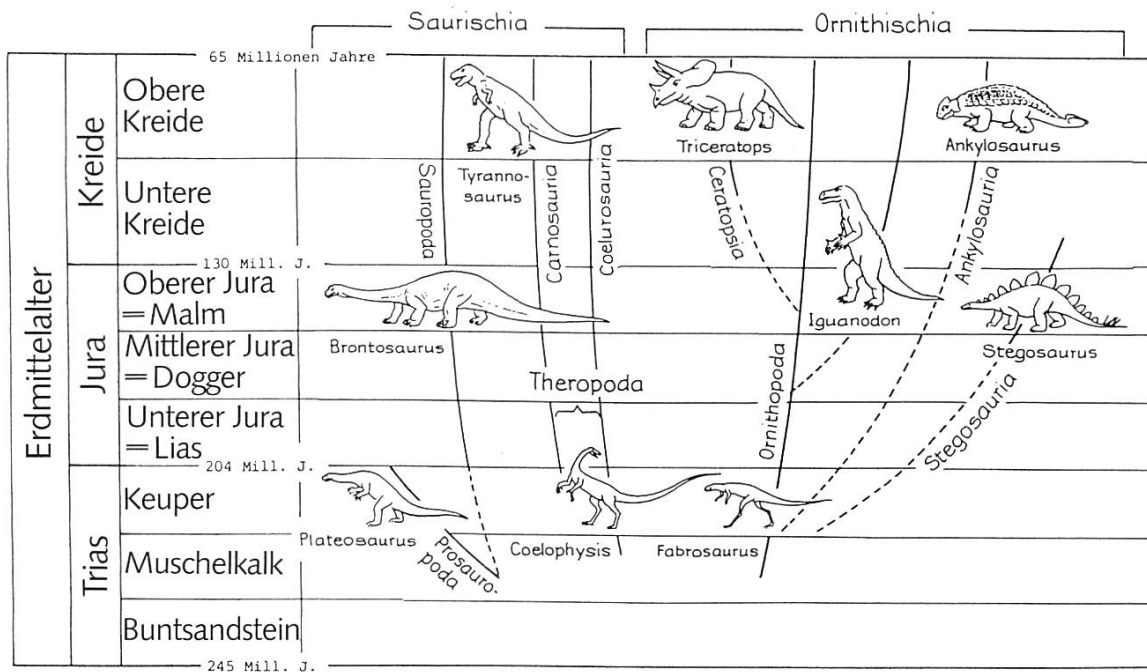 Saurischia
Ornithischia
65 Millionen Jahre
Erdmittelalter
Kreide
Obere
Kreide
Triceratops
Ankylosaurus
Untere
Kreide
Sauropoda
Tyranno-
saurus
Carnosauria
Coelurosauria
Ceratopsia
Ankylosauria
130 Mill. J.
Jura
Oberer Jura
=Malm
Iguanodon
Brontosaurus
Stegosaurus
Mittlerer Jura
=Dogger
Theropoda
Ornithopoda
Stegosauria
Unterer Jura
=Lias
204 Mill. J.
Trias
Keuper
Plateosaurus
Coelophysis
Fabrosaurus
Muschelkalk
Prosauro-
poda
Buntsandstein
245 Mill. J.